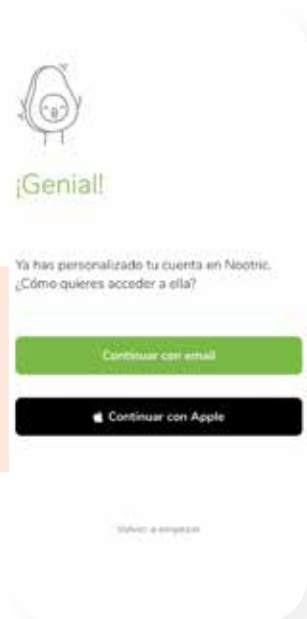 ¡Genial!
Ya has personalizado tu cuenta en Nootric.
¿Cómo quieres acceder a ella?
Continuar con email
Continuar con Apple
Volver a empezar